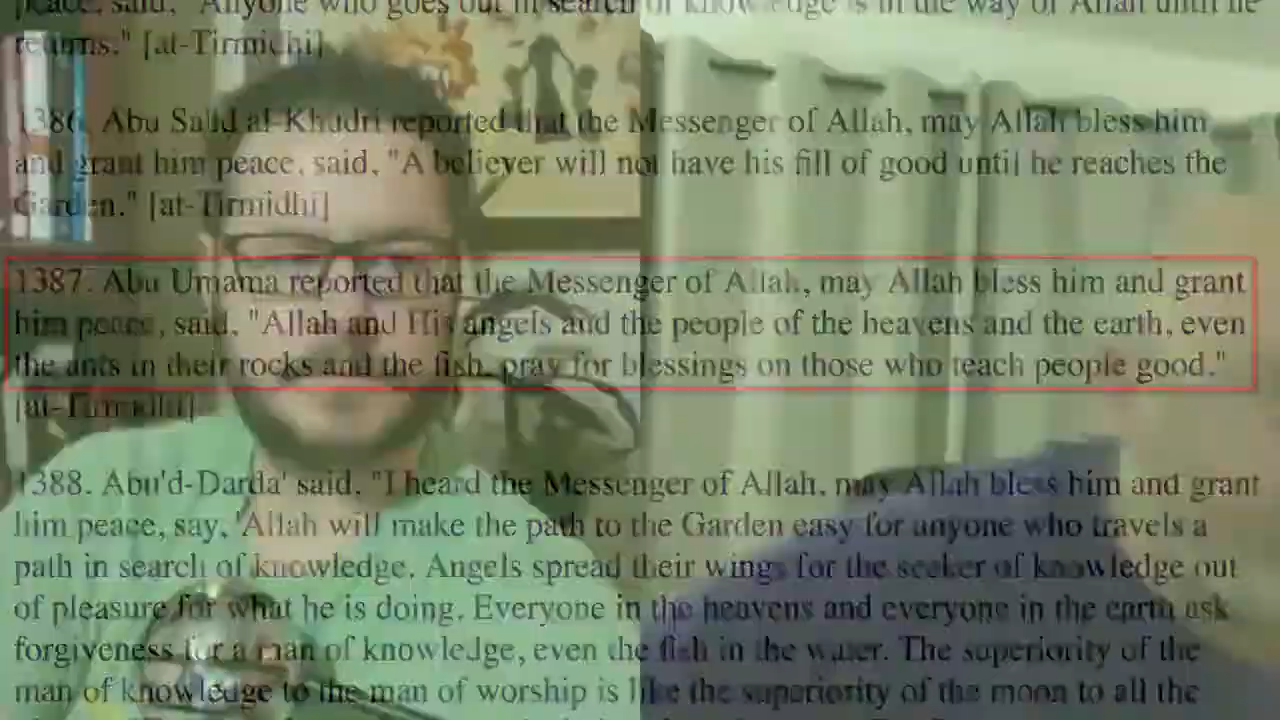 peace, said, "Anyone who goes out in search of knowledge is in the way of Allah until he
returns." [at-Tirmidhi]
1386. Abu Sa'id al-Khudri reported that the Messenger of Allah, may Allah bless him
and grant him peace, said, "A believer will not have his fill of good until he reaches the
Garden." [at-Tirmidhi]
1387. Abu Umama reported that the Messenger of Allah, may Allah bless him and grant
him peace, said, "Allah and His angels and the people of the heavens and the earth, even
the ants in their rocks and the fish, pray for blessings on those who teach people good."
[at-Tirmidhi]
1388. Abu'd-Darda' said, "I heard the Messenger of Allah, may Allah bless him and grant
him peace, say, 'Allah will make the path to the Garden easy for anyone who travels a
path in search of knowledge. Angels spread their wings for the seeker of knowledge out
of pleasure for what he is doing. Everyone in the heavens and everyone in the earth ask
forgiveness for a man of knowledge, even the fish in the water. The superiority of the
man of knowledge to the man of worship is like the superiority of the moon to all the